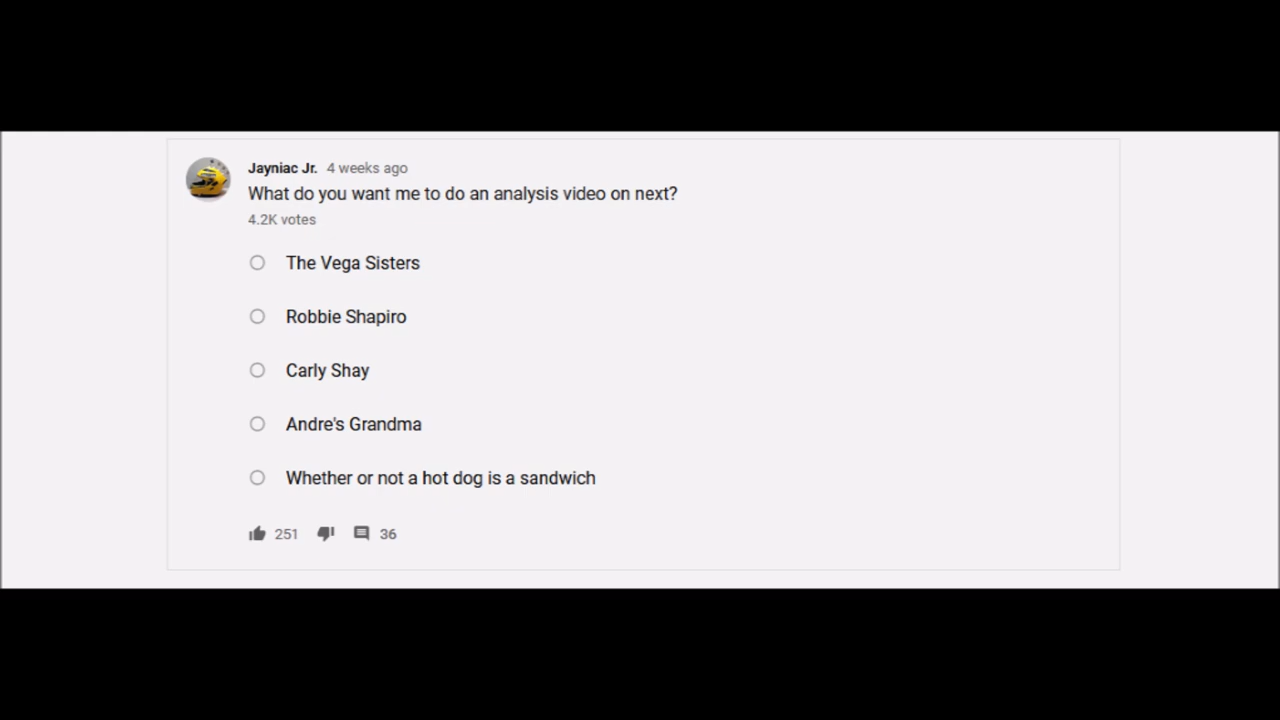 Jayniac Jr. 4 weeks ago
What do you want me to do an analysis video on next?
4.2K votes
The Vega Sisters
Robbie Shapiro
Carly Shay
Andre's Grandma
Whether or not a hot dog is a sandwich
251 36